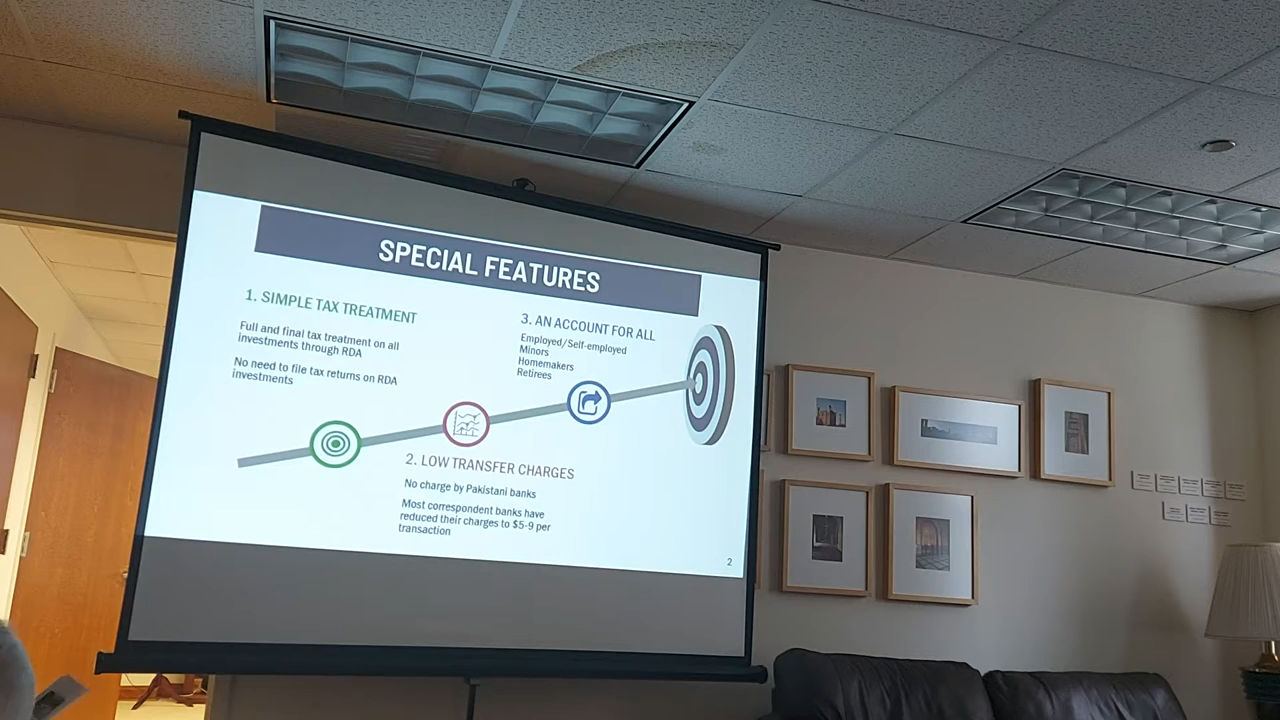 SPECIAL FEATURES
1. SIMPLE TAX TREATMENT
Full and final tax treatment on all
investments through RDA
No need to file tax returns on RDA
investments
2. LOW TRANSFER CHARGES
No charge by Pakistani banks
Most correspondent banks have
reduced their charges to $5-9 per
transaction
3. AN ACCOUNT FOR ALL
Employed/Self-employed
Minors
Homemakers
Retirees
2